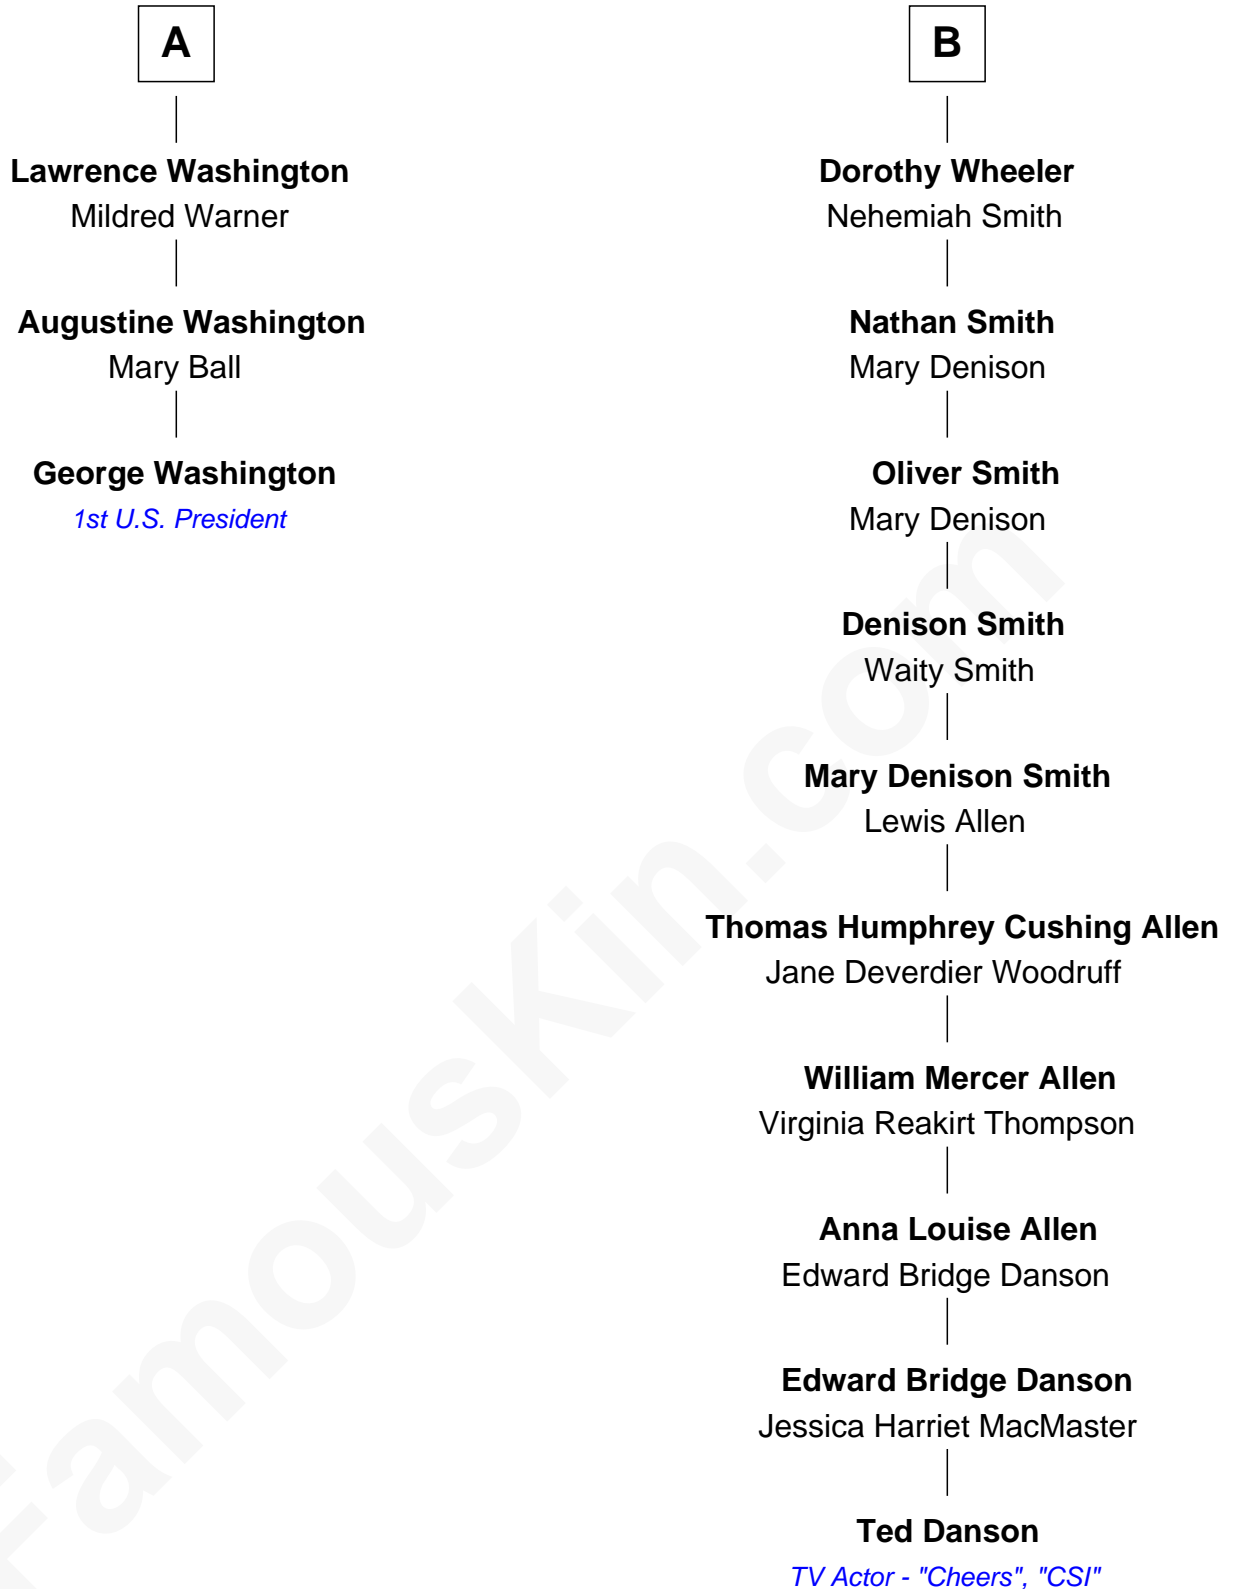 A
Lawrence Washington
Mildred Warner
Augustine Washington
Mary Ball
George Washington
1st U.S. President
B
Dorothy Wheeler
Nehemiah Smith
Nathan Smith
Mary Denison
Oliver Smith
Mary Denison
Denison Smith
Waity Smith
Mary Denison Smith
Lewis Allen
Thomas Humphrey Cushing Allen
Jane Deverdier Woodruff
William Mercer Allen
Virginia Reakirt Thompson
Anna Louise Allen
Edward Bridge Danson
Edward Bridge Danson
Jessica Harriet MacMaster
Ted Danson
TV Actor - "Cheers", "CSI"
FamousKin.com